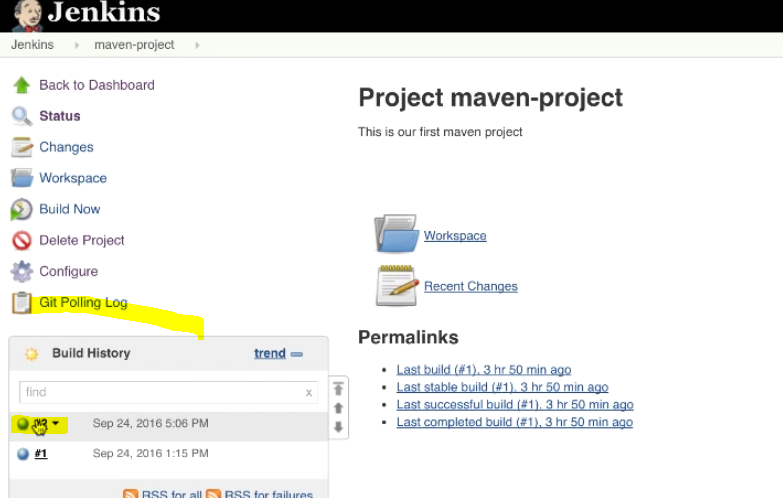 Jenkins
Jenkins
maven-project
Back to Dashboard
Status
Changes
Workspace
Build Now
Delete Project
Configure
Git Polling Log
Build History
trend
find
x
Sep 24, 2016 5:06 PM
#1
Sep 24, 2016 1:15 PM
RSS for all
RSS for failures
Project maven-project
This is our first maven project
Workspace
Recent Changes
Permalinks
Last build (#1), 3 hr 50 min ago
Last stable build (#1), 3 hr 50 min ago
Last successful build (#1), 3 hr 50 min ago
Last completed build (#1), 3 hr 50 min ago